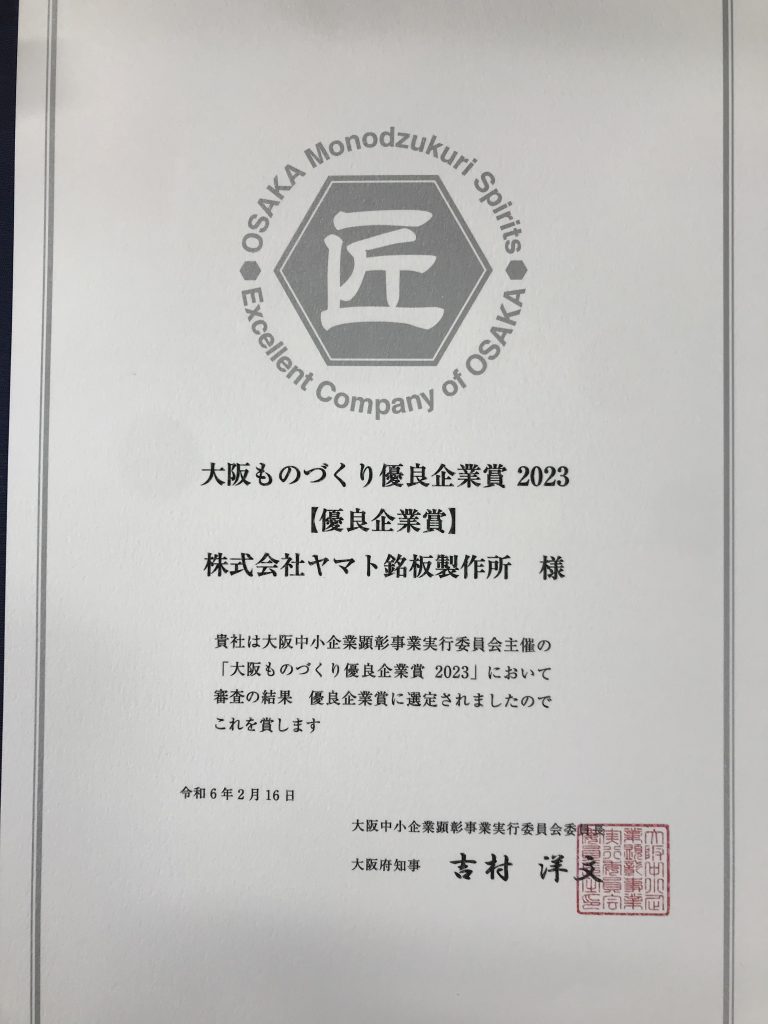 OSAKA Monodzukuri Spirits
匠
Excellent Company of OSAKA
大阪ものづくり優良企業賞 2023
【優良企業賞】
株式会社ヤマト銘板製作所　様
貴社は大阪中小企業顕彰事業実行委員会主催の
「大阪ものづくり優良企業賞 2023」において
審査の結果　優良企業賞に選定されましたので
これを賞します
令和6年2月16日
大阪中小企業顕彰事業実行委員会委員長
大阪府知事　吉村　洋文